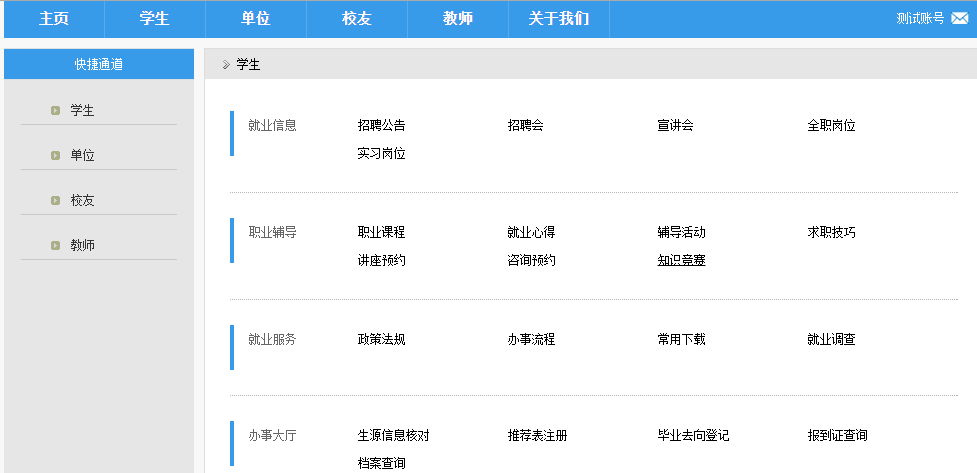 主页 学生 单位 校友 教师 关于我们 测试账号
快捷通道
学生
单位
校友
教师
学生
就业信息 招聘公告 招聘会 宣讲会 全职岗位
实习岗位
职业辅导 职业课程 就业心得 辅导活动 求职技巧
讲座预约 咨询预约 知识竞赛
就业服务 政策法规 办事流程 常用下载 就业调查
办事大厅 生源信息核对 推荐表注册 毕业去向登记 报到证查询
档案查询